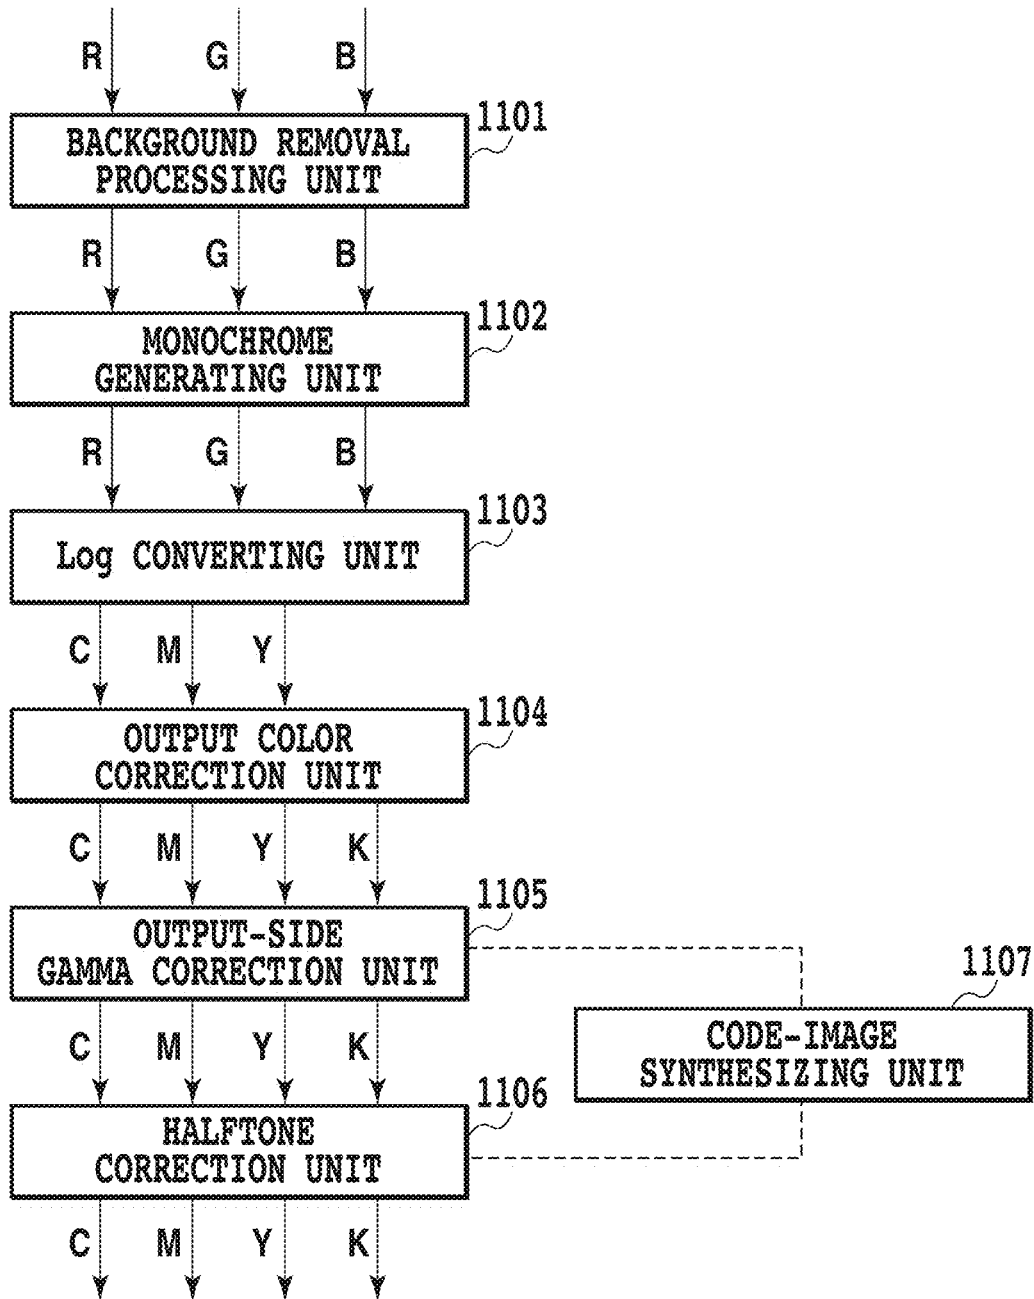 R G B
1101
BACKGROUND REMOVAL
PROCESSING UNIT
R G B
1102
MONOCHROME
GENERATING UNIT
R G B
1103
Log CONVERTING UNIT
C M Y
1104
OUTPUT COLOR
CORRECTION UNIT
C M Y K
1105
OUTPUT-SIDE
GAMMA CORRECTION UNIT
1107
CODE-IMAGE
SYNTHESIZING UNIT
C M Y K
1106
HALFTONE
CORRECTION UNIT
C M Y K